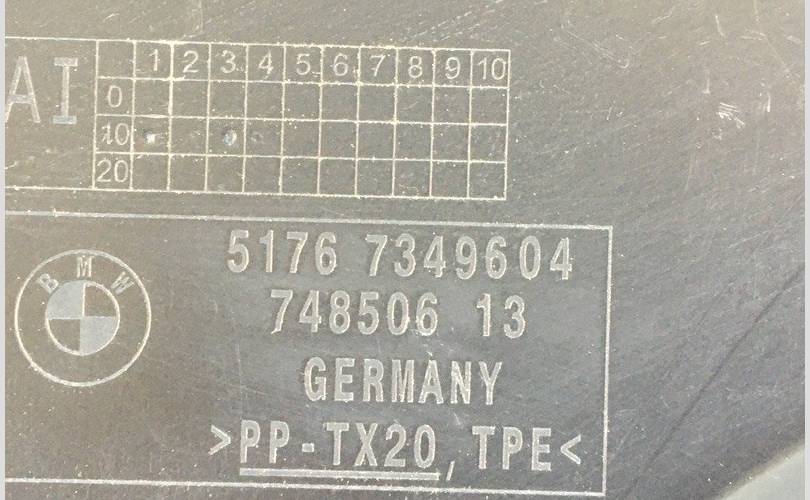 AI
1 2 3 4 5 6 7 8 9 10
0
10
20
BMW
5176 7349604
748506 13
GERMANY
>PP-TX20, TPE<